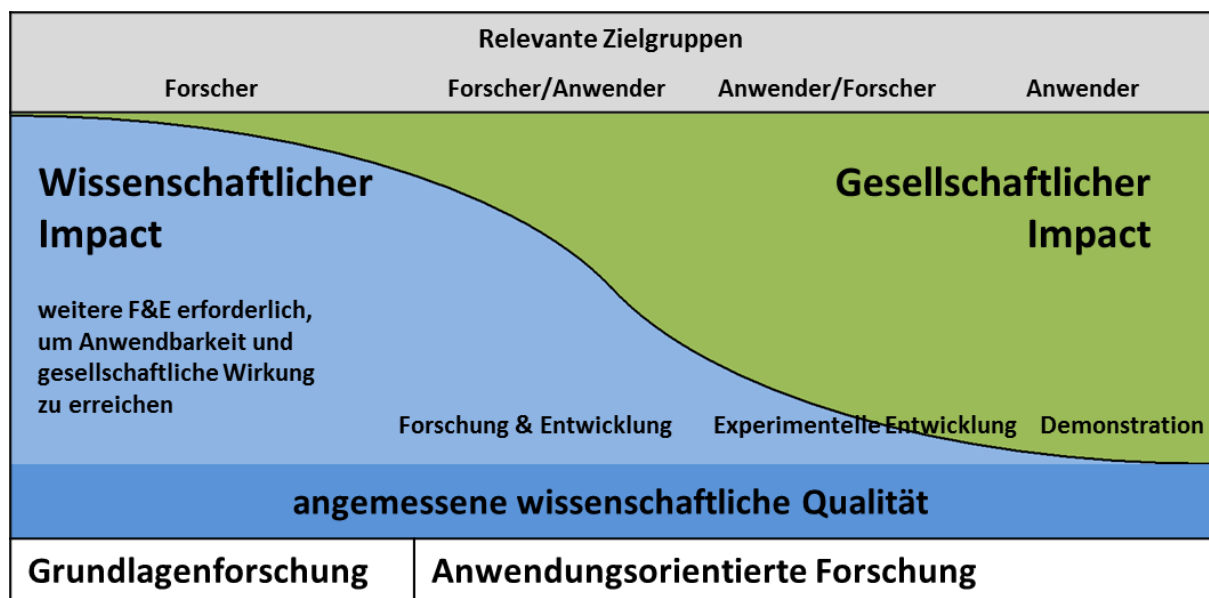 Relevante Zielgruppen
Forscher Forscher/Anwender Anwender/Forscher Anwender
Wissenschaftlicher
Impact
Gesellschaftlicher
Impact
weitere F&E erforderlich,
um Anwendbarkeit und
gesellschaftliche Wirkung
zu erreichen
Forschung & Entwicklung Experimentelle Entwicklung Demonstration
angemessene wissenschaftliche Qualität
Grundlagenforschung Anwendungsorientierte Forschung